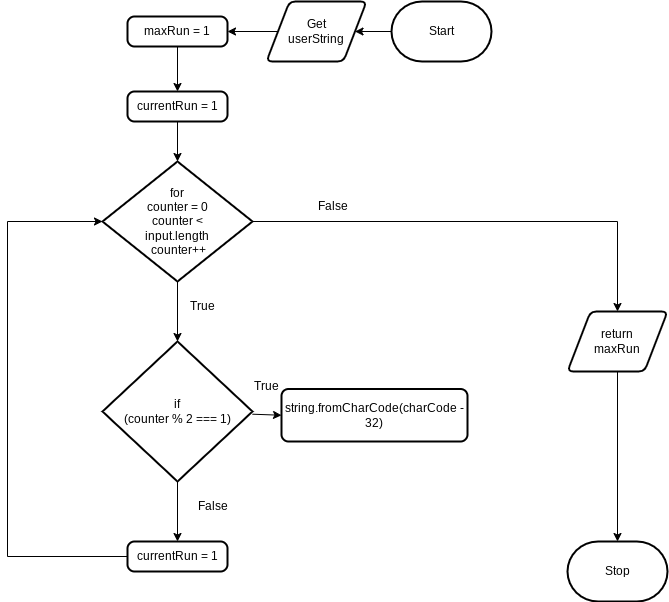 Start
Get
userString
maxRun = 1
currentRun = 1
for
counter = 0
counter <
input.length
counter++
False
True
return
maxRun
if
(counter % 2 === 1)
True
string.fromCharCode(charCode -
32)
False
currentRun = 1
Stop